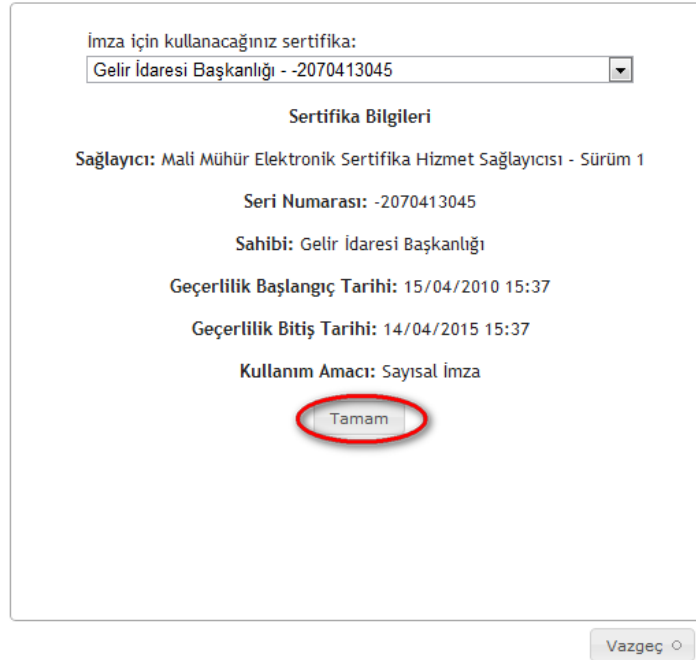 İmza için kullanacağınız sertifika:
Gelir İdaresi Başkanlığı - -2070413045
Sertifika Bilgileri
Sağlayıcı: Mali Mühür Elektronik Sertifika Hizmet Sağlayıcısı - Sürüm 1
Seri Numarası: -2070413045
Sahibi: Gelir İdaresi Başkanlığı
Geçerlilik Başlangıç Tarihi: 15/04/2010 15:37
Geçerlilik Bitiş Tarihi: 14/04/2015 15:37
Kullanım Amacı: Sayısal İmza
Tamam
Vazgeç